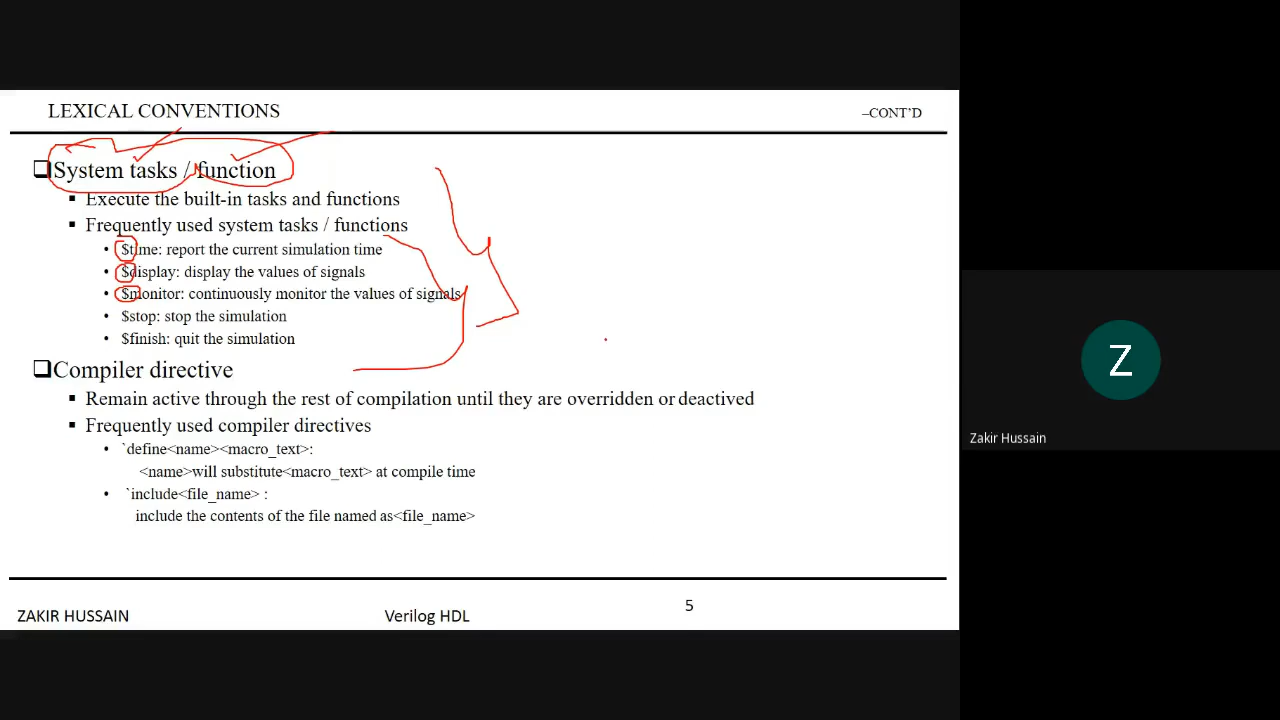 LEXICAL CONVENTIONS
–CONT'D
System tasks / function
Execute the built-in tasks and functions
Frequently used system tasks / functions
$time: report the current simulation time
$display: display the values of signals
$monitor: continuously monitor the values of signals
$stop: stop the simulation
$finish: quit the simulation
Compiler directive
Remain active through the rest of compilation until they are overridden or deactived
Frequently used compiler directives
`define<name><macro_text>:
<name>will substitute<macro_text> at compile time
`include<file_name> :
include the contents of the file named as<file_name>
ZAKIR HUSSAIN
Verilog HDL
5
Z
Zakir Hussain